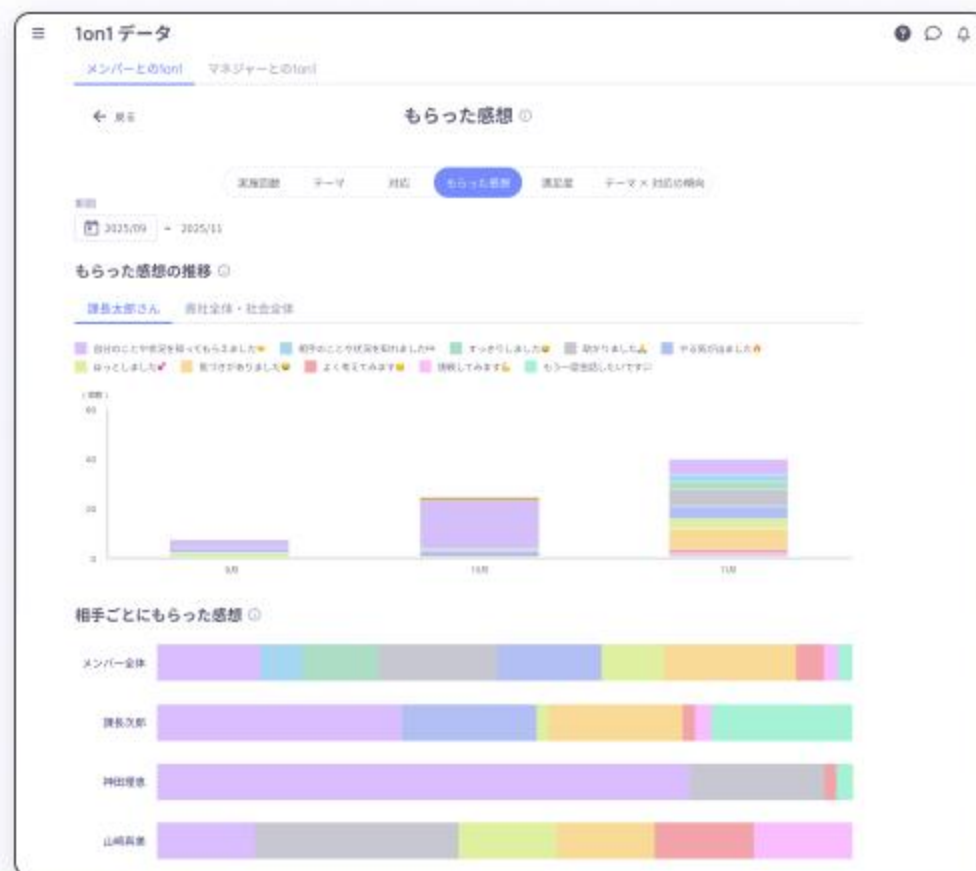 1on1 データ
メンバーとの1on1 マネジャーとの1on1
戻る
もらった感想
実施回数 テーマ 対応 もらった感想 満足度 テーマ × 対応の傾向
期間
2025/09 - 2025/11
もらった感想の推移
課長太郎さん 貴社全体・社会全体
自分のことや状況を知ってもらえました 相手のことや状況を知れました👀 すっきりしました 助かりました🙏 やる気が出ました🔥
ほっとしました💕 気づきがありました よく考えてみます 挑戦してみます💪 もう一度会話したいです
(回数)
60
40
20
0
9月 10月 11月
相手ごとにもらった感想
メンバー全体
課長次郎
神田理恵
山崎真美